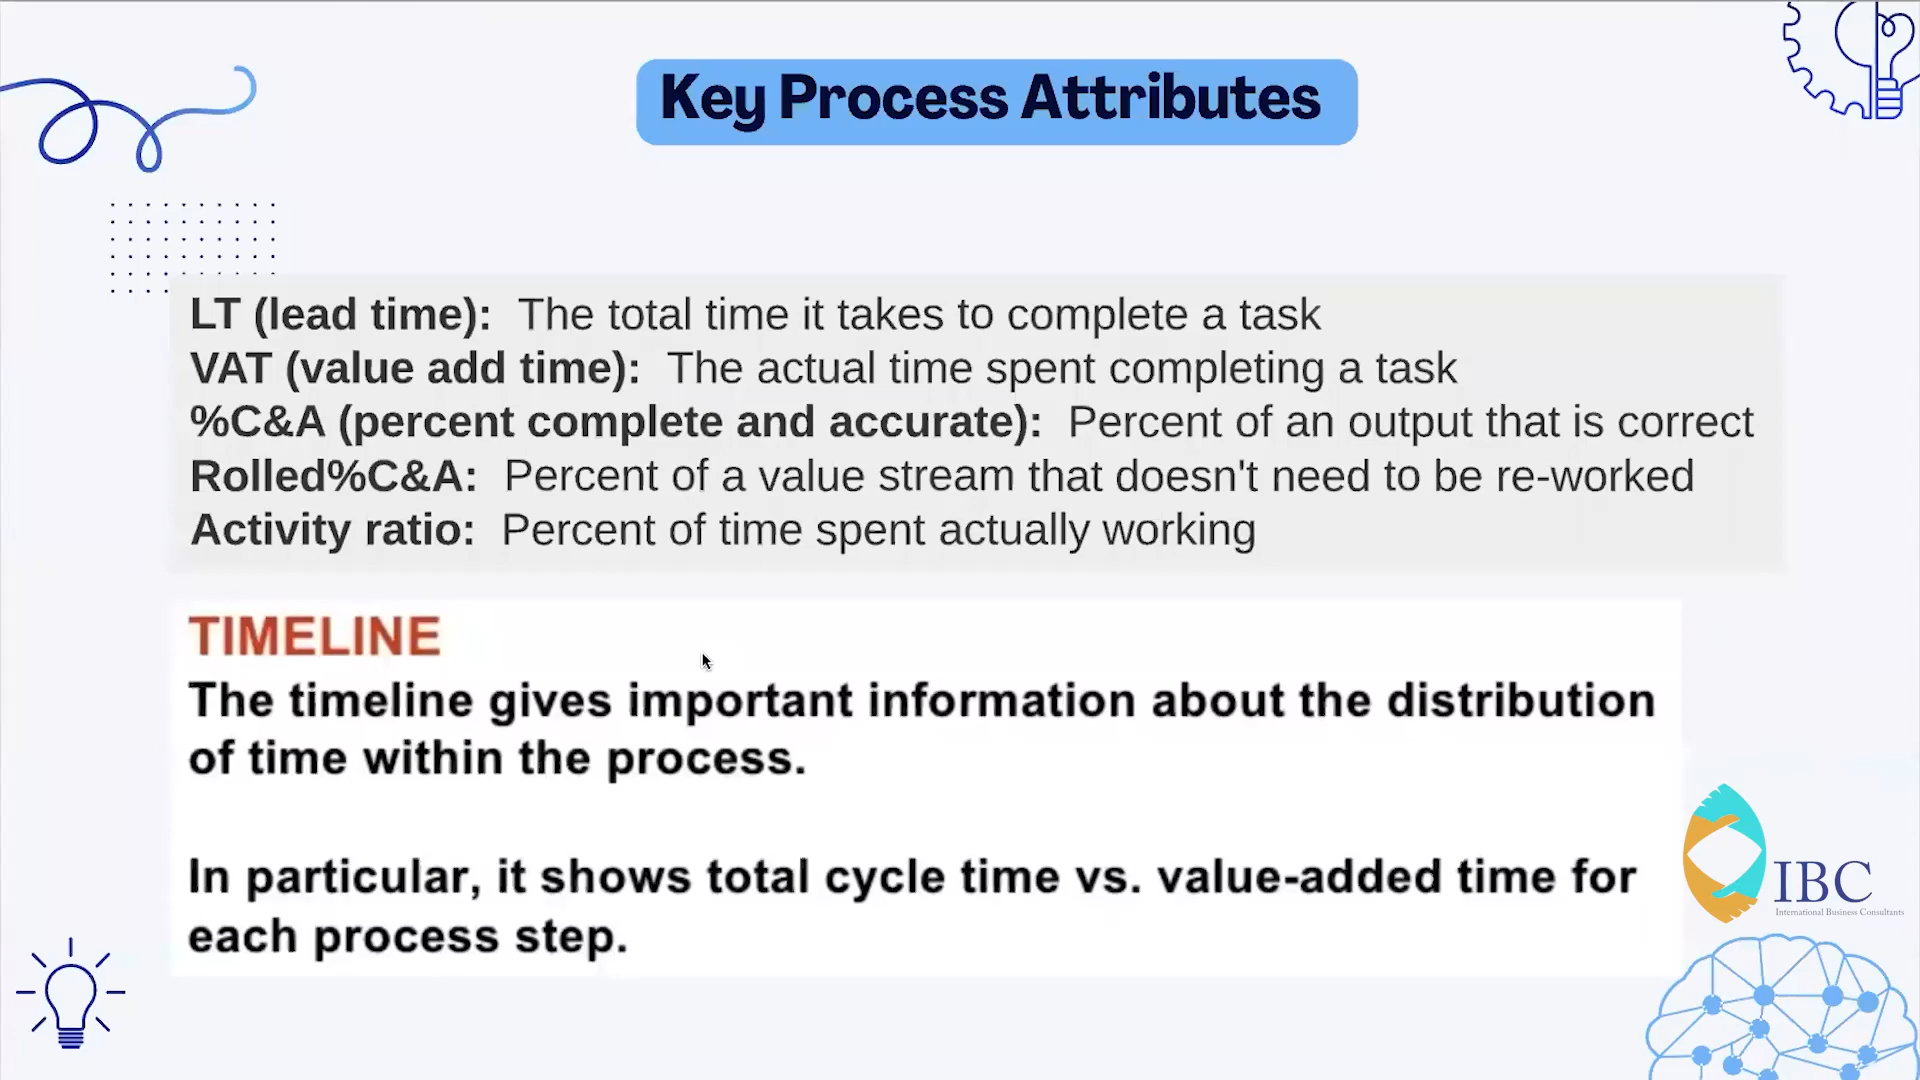 Key Process Attributes
LT (lead time): The total time it takes to complete a task
VAT (value add time): The actual time spent completing a task
%C&A (percent complete and accurate): Percent of an output that is correct
Rolled%C&A: Percent of a value stream that doesn't need to be re-worked
Activity ratio: Percent of time spent actually working
TIMELINE
The timeline gives important information about the distribution
of time within the process.
In particular, it shows total cycle time vs. value-added time for
each process step.
IBC
International Business Consultants